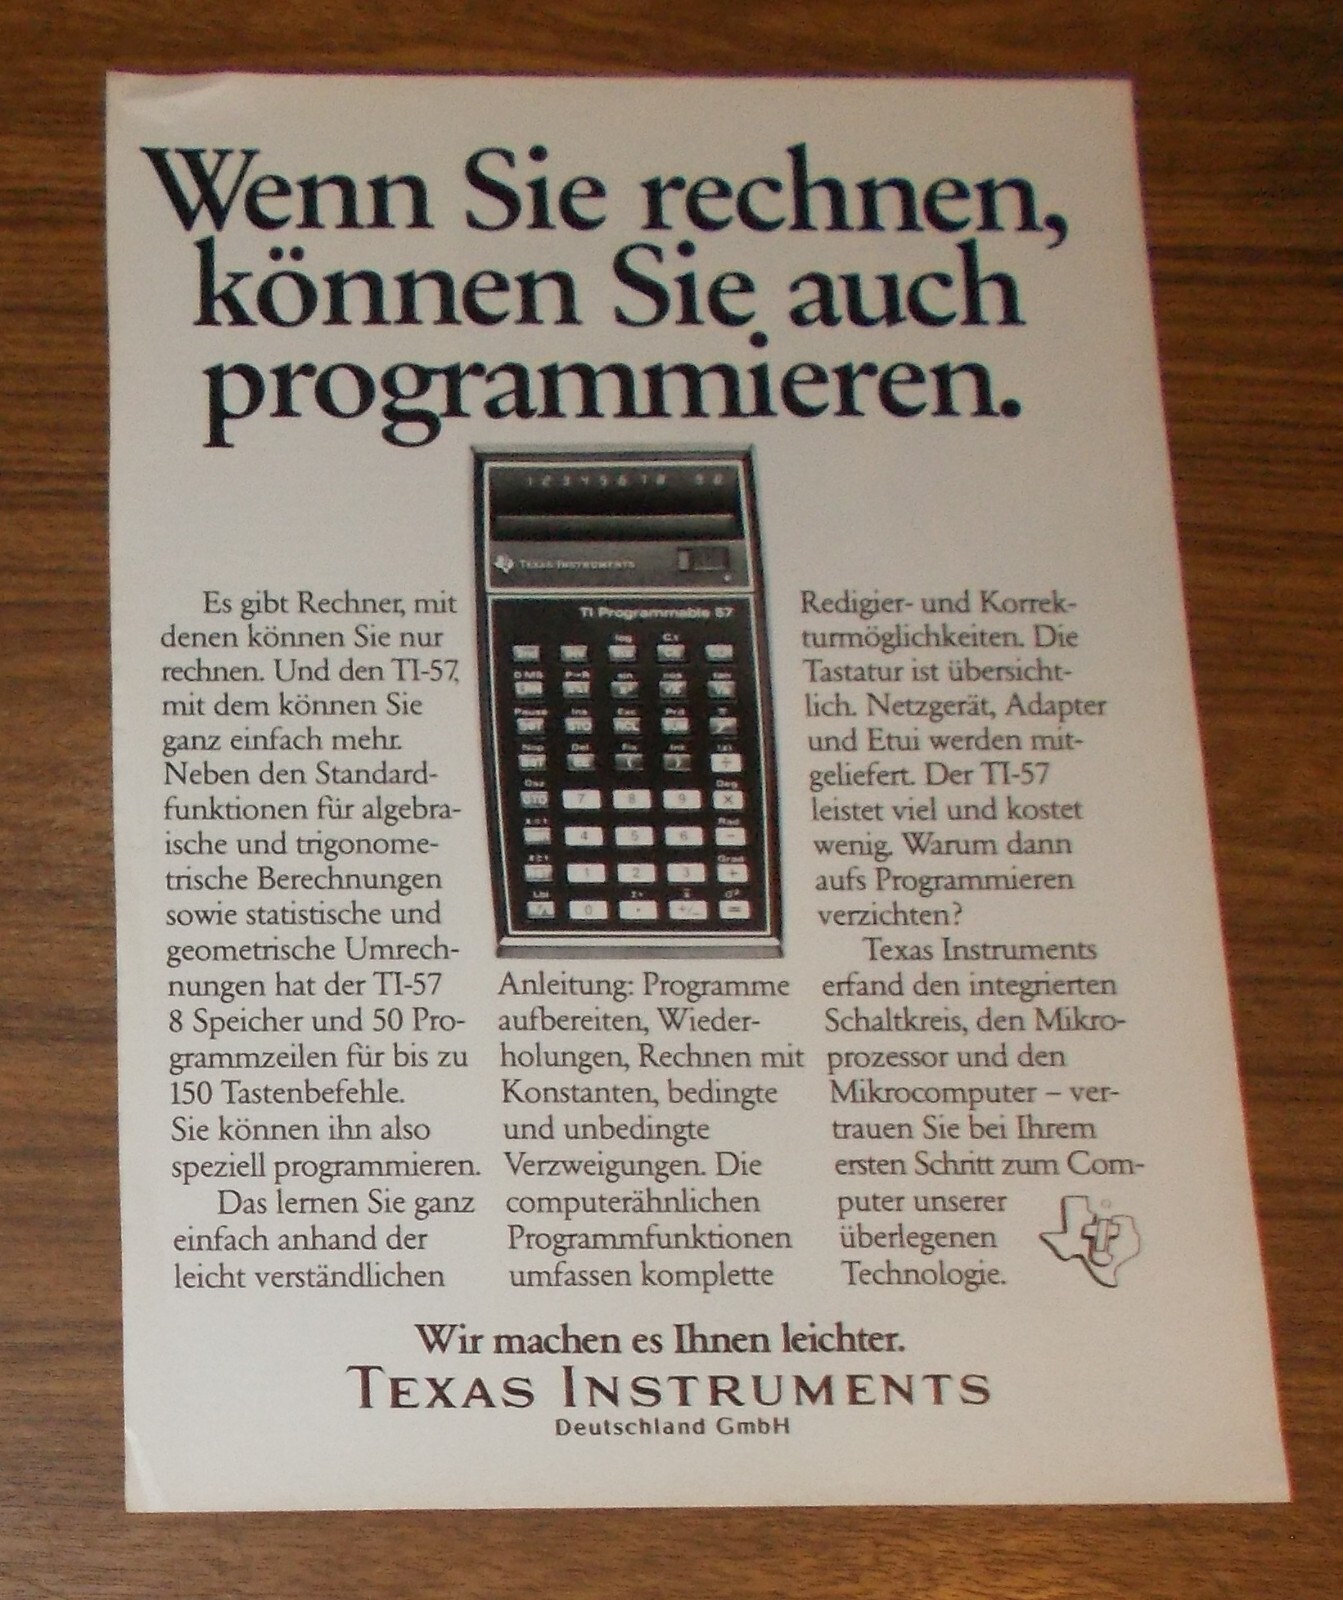 Wenn Sie rechnen,
können Sie auch
programmieren.
TEXAS INSTRUMENTS
TI Programmable 57
Es gibt Rechner, mit
denen können Sie nur
rechnen. Und den TI-57,
mit dem können Sie
ganz einfach mehr.
Neben den Standard-
funktionen für algebra-
ische und trigonome-
trische Berechnungen
sowie statistische und
geometrische Umrech-
nungen hat der TI-57
8 Speicher und 50 Pro-
grammzeilen für bis zu
150 Tastenbefehle.
Sie können ihn also
speziell programmieren.
Das lernen Sie ganz
einfach anhand der
leicht verständlichen
Anleitung: Programme
aufbereiten, Wieder-
holungen, Rechnen mit
Konstanten, bedingte
und unbedingte
Verzweigungen. Die
computerähnlichen
Programmfunktionen
umfassen komplette
Redigier- und Korrek-
turmöglichkeiten. Die
Tastatur ist übersicht-
lich. Netzgerät, Adapter
und Etui werden mit-
geliefert. Der TI-57
leistet viel und kostet
wenig. Warum dann
aufs Programmieren
verzichten?
Texas Instruments
erfand den integrierten
Schaltkreis, den Mikro-
prozessor und den
Mikrocomputer – ver-
trauen Sie bei Ihrem
ersten Schritt zum Com-
puter unserer
überlegenen
Technologie.
Wir machen es Ihnen leichter.
TEXAS INSTRUMENTS
Deutschland GmbH